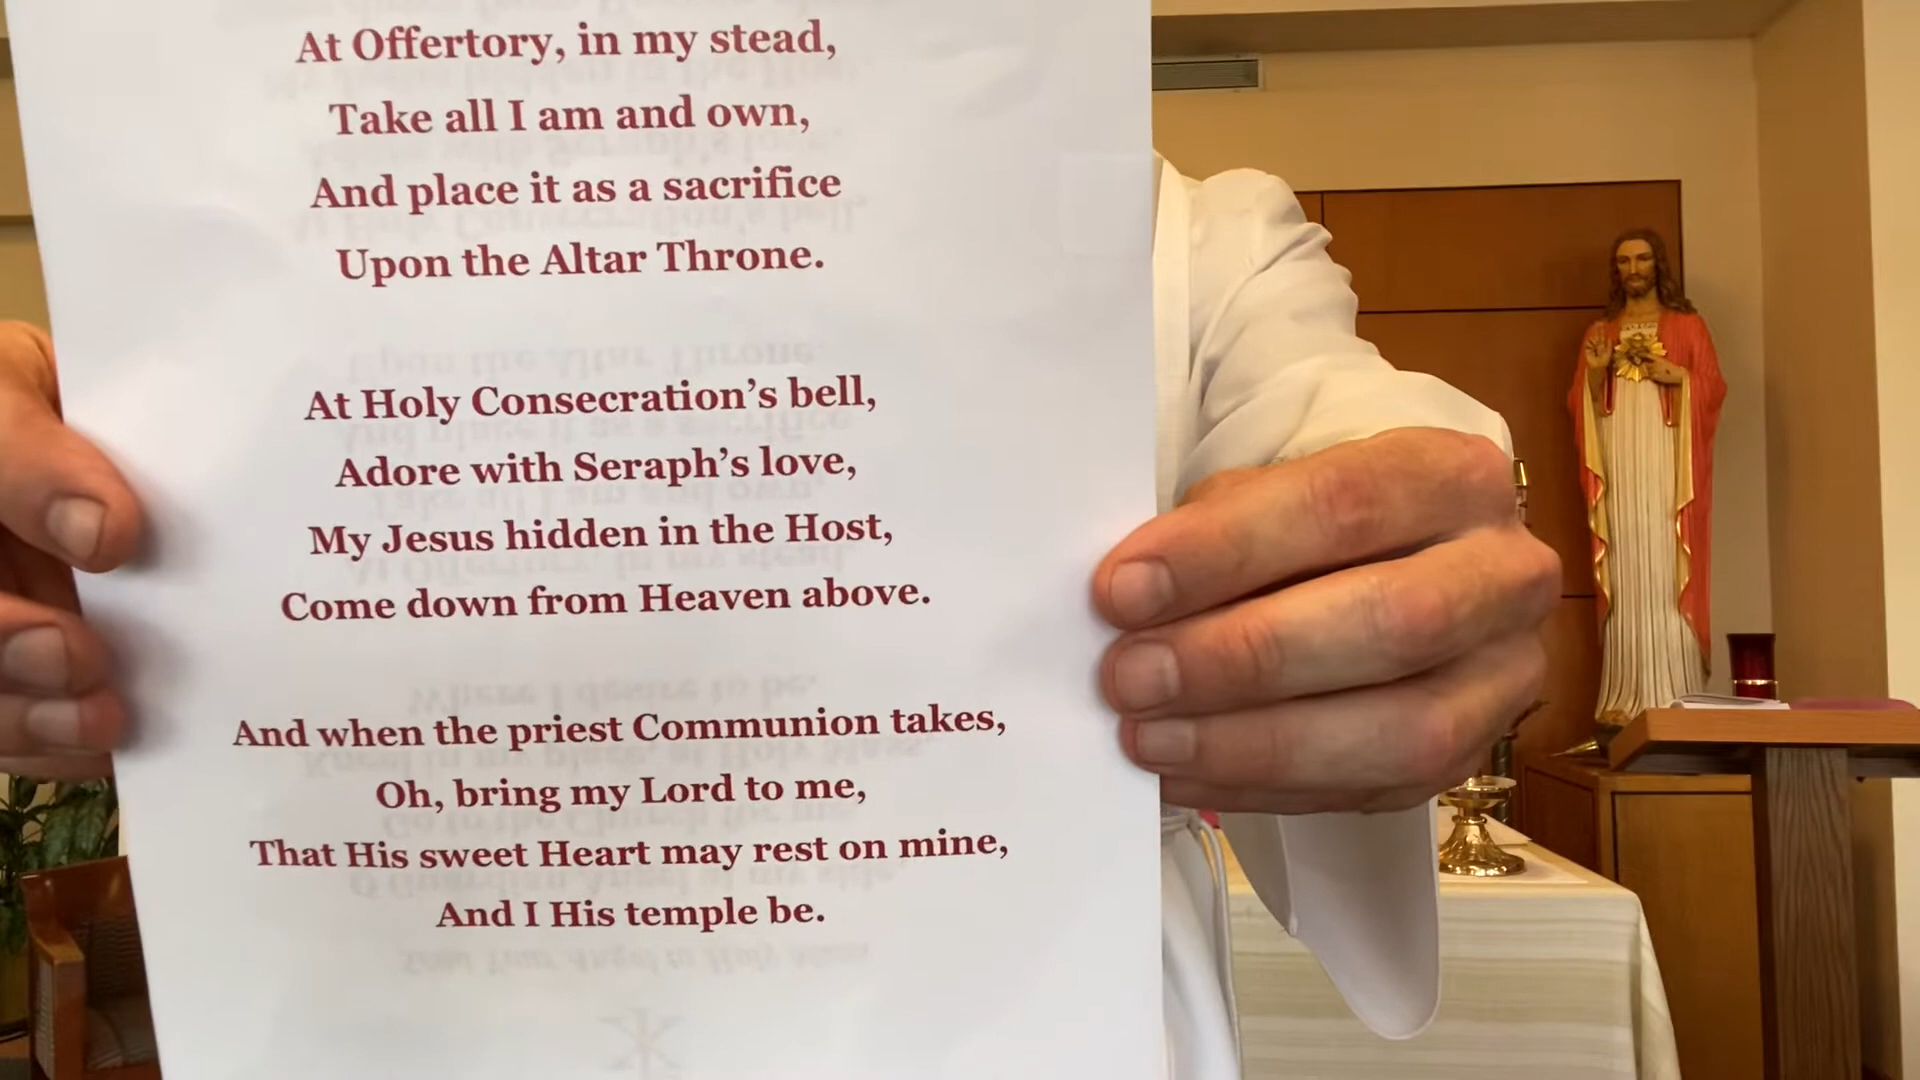 At Offertory, in my stead,
Take all I am and own,
And place it as a sacrifice
Upon the Altar Throne.
At Holy Consecration's bell,
Adore with Seraph's love,
My Jesus hidden in the Host,
Come down from Heaven above.
And when the priest Communion takes,
Oh, bring my Lord to me,
That His sweet Heart may rest on mine,
And I His temple be.